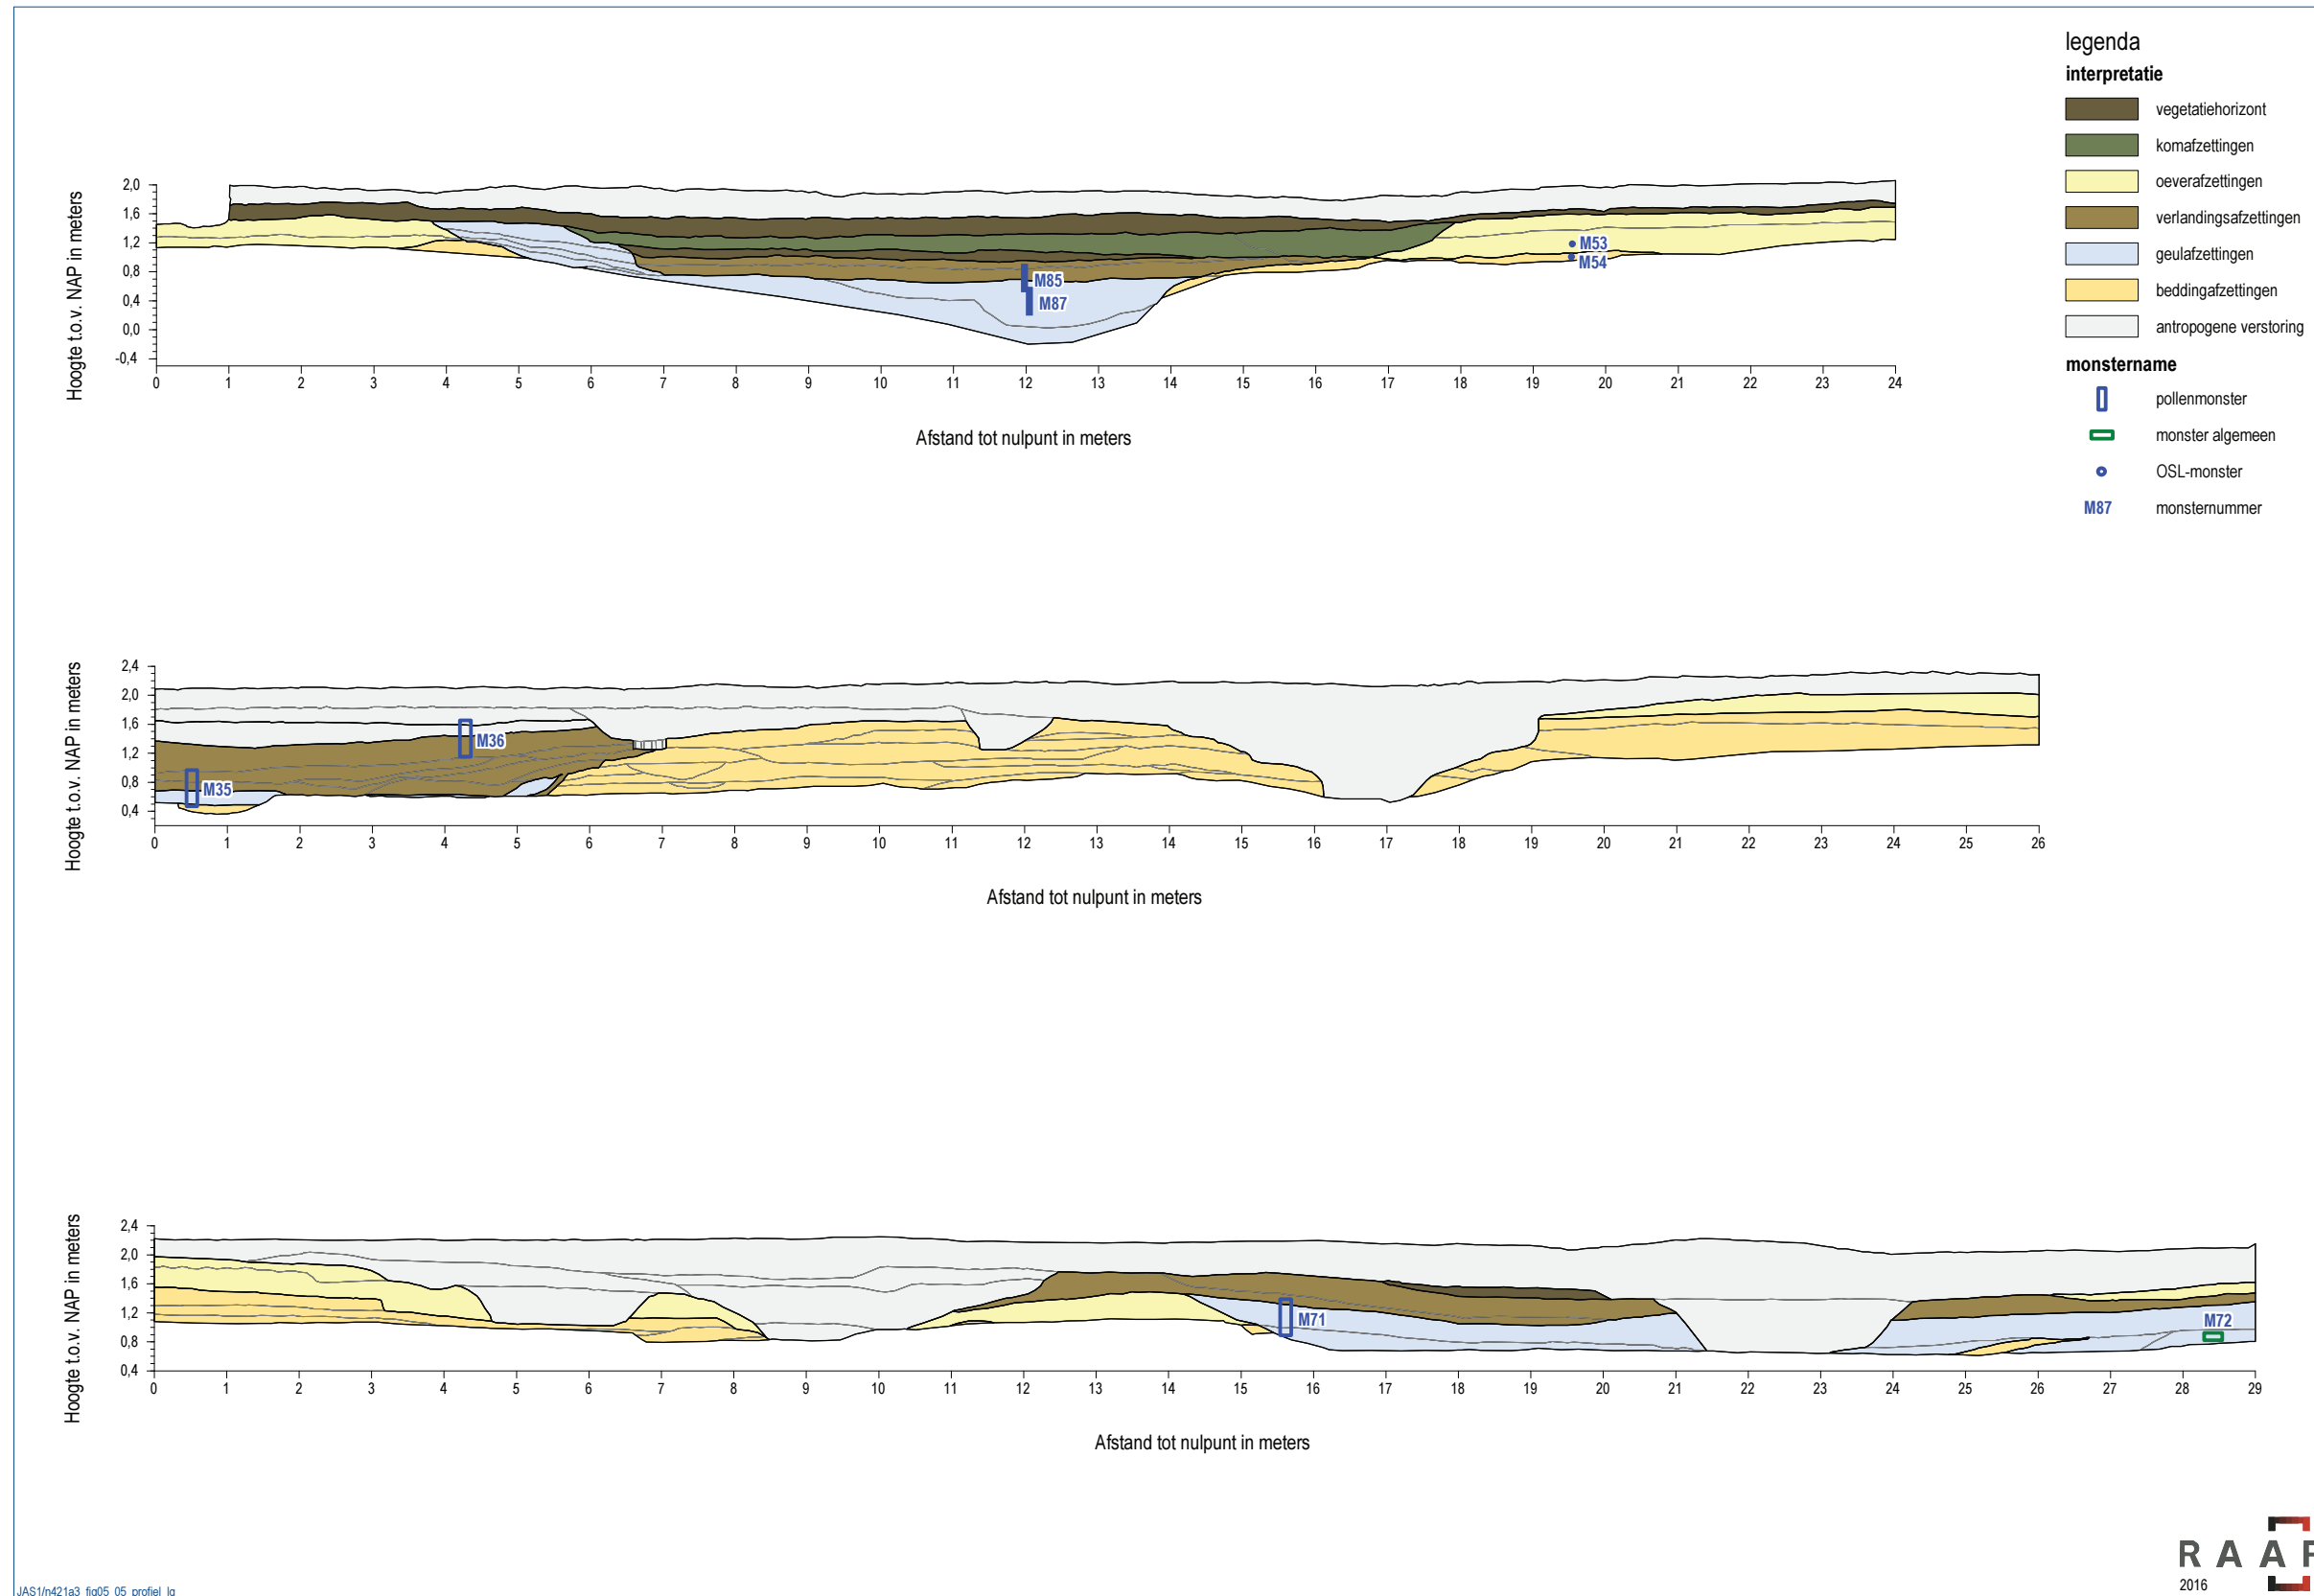 legenda
interpretatie
vegetatiehorizont
komafzettingen
oeverafzettingen
verlandingsafzettingen
geulafzettingen
beddingafzettingen
antropogene verstoring
monstername
pollenmonster
monster algemeen
OSL-monster
M87 monsternummer
Hoogte t.o.v. NAP in meters
2,0
1,6
1,2
0,8
0,4
0,0
-0,4
M53
M54
M85
M87
0 1 2 3 4 5 6 7 8 9 10 11 12 13 14 15 16 17 18 19 20 21 22 23 24
Afstand tot nulpunt in meters
Hoogte t.o.v. NAP in meters
2,4
2,0
1,6
1,2
0,8
0,4
M36
M35
0 1 2 3 4 5 6 7 8 9 10 11 12 13 14 15 16 17 18 19 20 21 22 23 24 25 26
Afstand tot nulpunt in meters
Hoogte t.o.v. NAP in meters
2,4
2,0
1,6
1,2
0,8
0,4
M71
M72
0 1 2 3 4 5 6 7 8 9 10 11 12 13 14 15 16 17 18 19 20 21 22 23 24 25 26 27 28 29
Afstand tot nulpunt in meters
RAAP
2016
JAS1/n421a3_fig05_05_profiel_lg